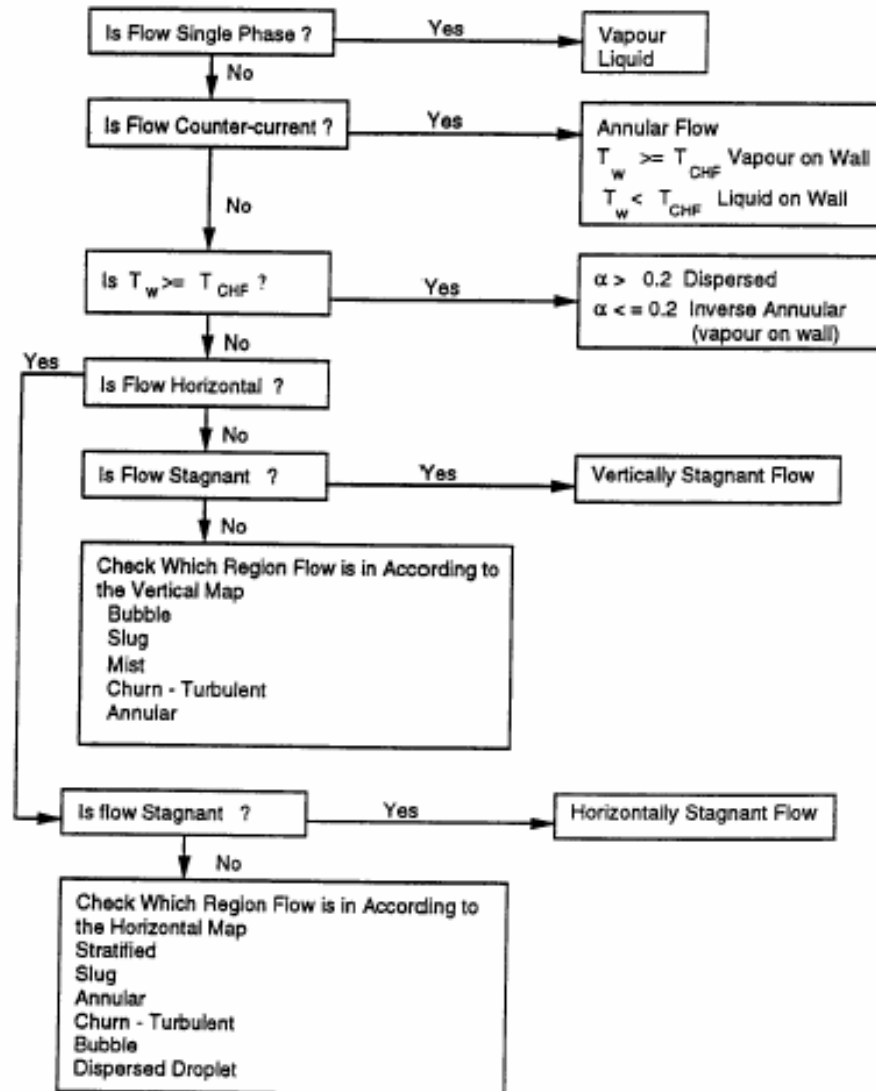 Is Flow Single Phase ?
Yes
Vapour
Liquid
No
Is Flow Counter-current ?
Yes
Annular Flow
T_w >= T_CHF Vapour on Wall
T_w < T_CHF Liquid on Wall
No
Is T_w >= T_CHF ?
Yes
α > 0.2 Dispersed
α <= 0.2 Inverse Annuular
(vapour on wall)
No
Yes
Is Flow Horizontal ?
No
Is Flow Stagnant ?
Yes
Vertically Stagnant Flow
No
Check Which Region Flow is in According to
the Vertical Map
Bubble
Slug
Mist
Churn - Turbulent
Annular
Is flow Stagnant ?
Yes
Horizontally Stagnant Flow
No
Check Which Region Flow is in According to
the Horizontal Map
Stratified
Slug
Annular
Churn - Turbulent
Bubble
Dispersed Droplet